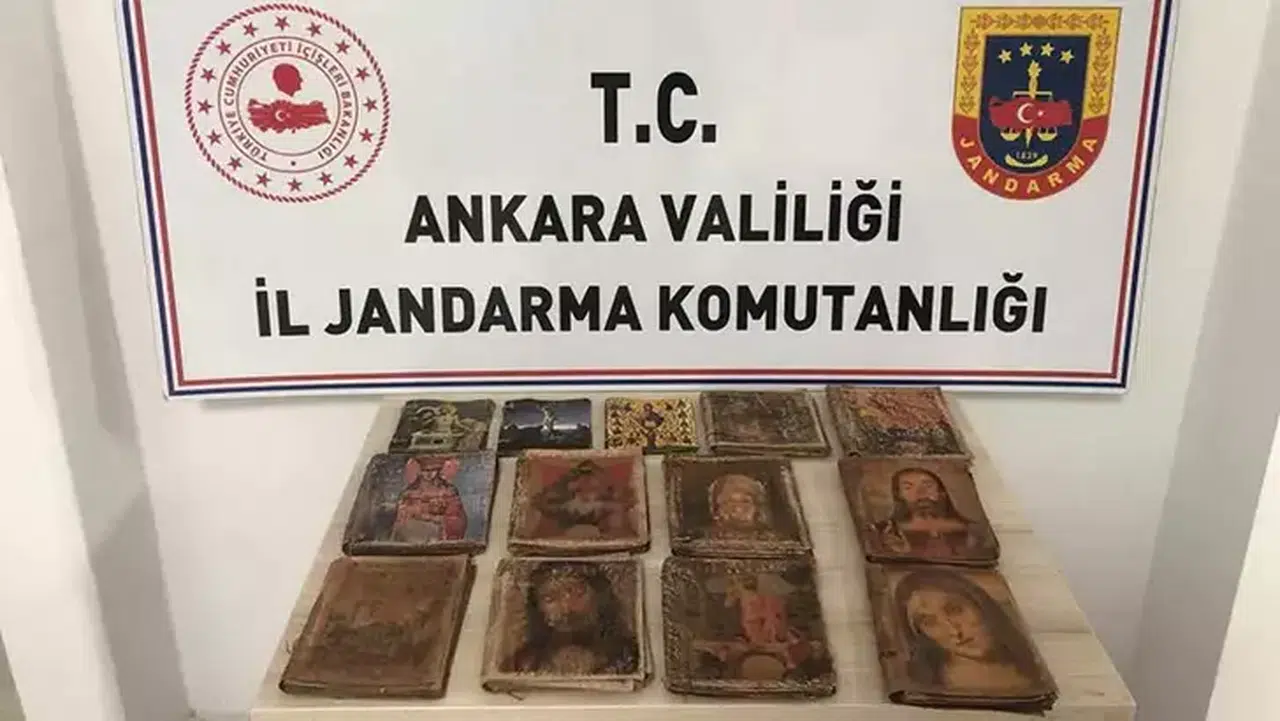 TÜRKİYE CUMHURİYETİ İÇİŞLERİ BAKANLIĞI
T.C.
JANDARMA
1839
ANKARA VALİLİĞİ
İL JANDARMA KOMUTANLIĞI